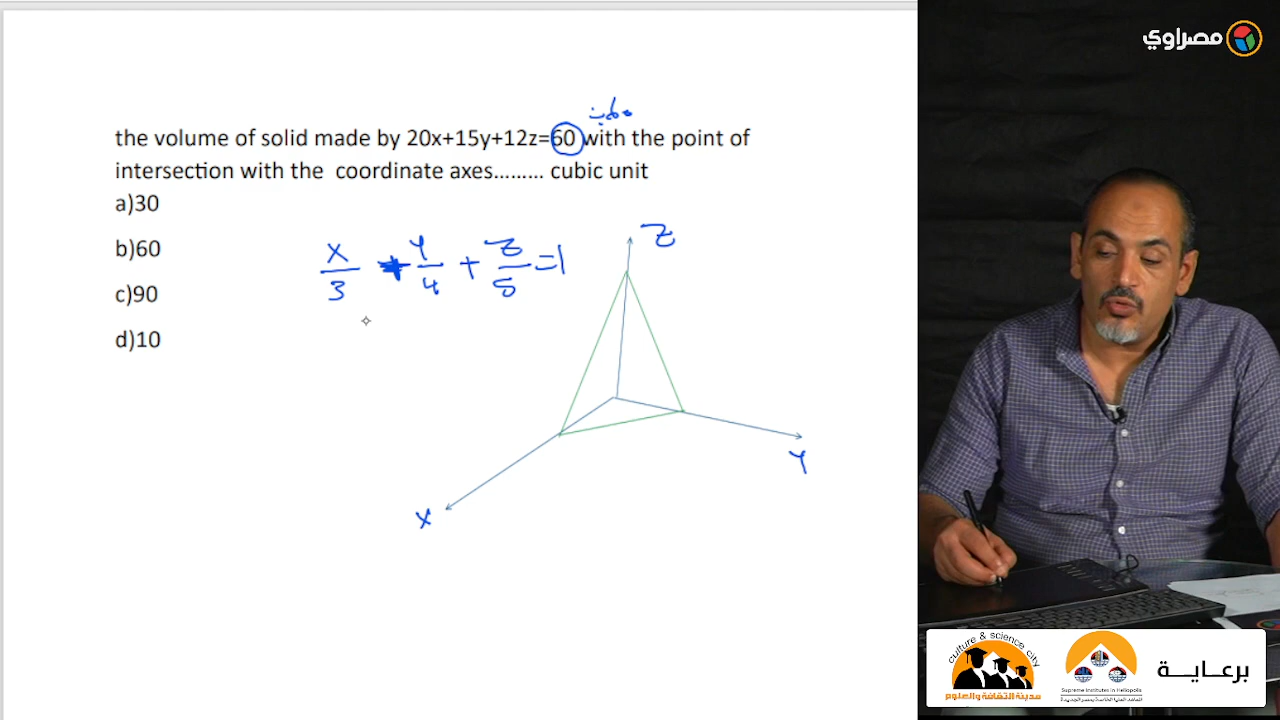 the volume of solid made by 20x+15y+12z=60 with the point of
intersection with the coordinate axes......... cubic unit
a)30
b)60
c)90
d)10
x/3 + y/4 + z/5 =1
Z
Y
X
مصراوي
culture & science city
مدينة الثقافة والعلوم
Supreme Institutes in Heliopolis
برعايــة